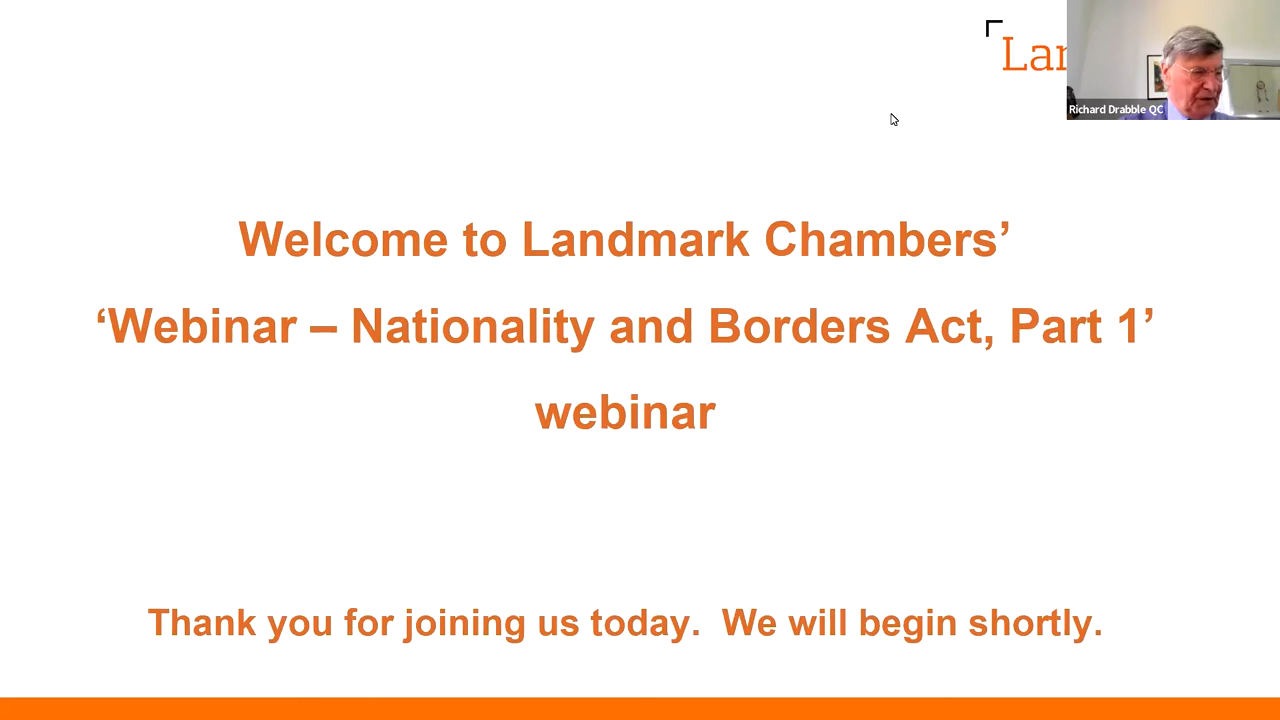 Lan
Richard Drabble QC
Welcome to Landmark Chambers’
‘Webinar – Nationality and Borders Act, Part 1’
webinar
Thank you for joining us today.  We will begin shortly.